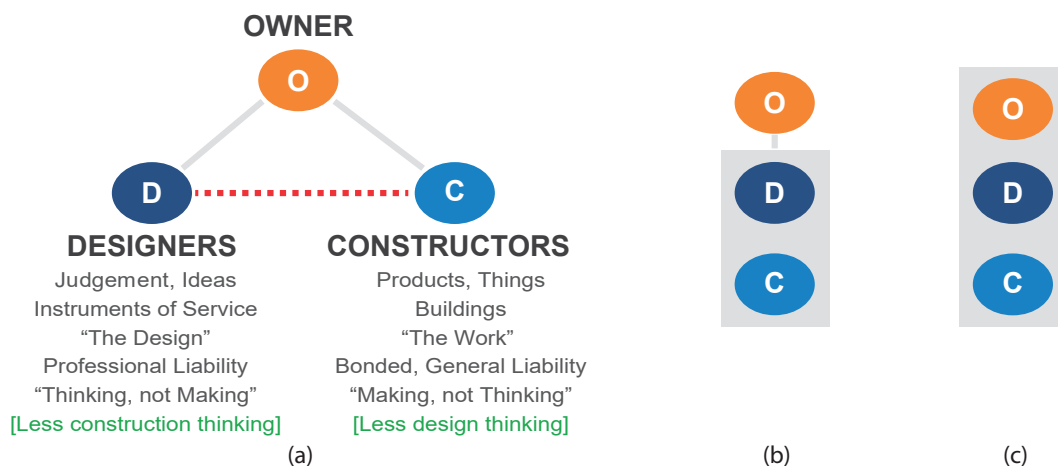 OWNER
O
D
C
DESIGNERS
Judgement, Ideas
Instruments of Service
“The Design”
Professional Liability
“Thinking, not Making”
[Less construction thinking]
CONSTRUCTORS
Products, Things
Buildings
“The Work”
Bonded, General Liability
“Making, not Thinking”
[Less design thinking]
(a)
O
D
C
(b)
O
D
C
(c)